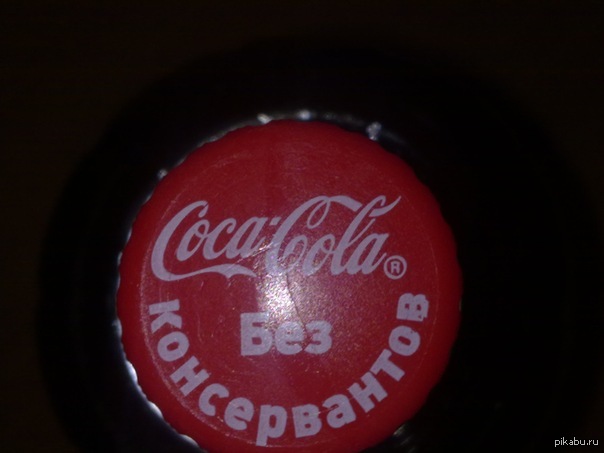 Coca-Cola®
Без
консервантов
pikabu.ru